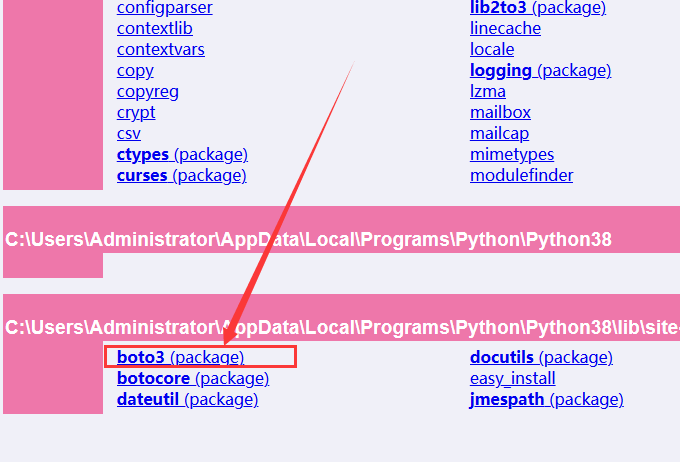 configparser
contextlib
contextvars
copy
copyreg
crypt
csv
ctypes (package)
curses (package)
lib2to3 (package)
linecache
locale
logging (package)
lzma
mailbox
mailcap
mimetypes
modulefinder
C:\Users\Administrator\AppData\Local\Programs\Python\Python38
C:\Users\Administrator\AppData\Local\Programs\Python\Python38\lib\site-
boto3 (package)
botocore (package)
dateutil (package)
docutils (package)
easy_install
jmespath (package)